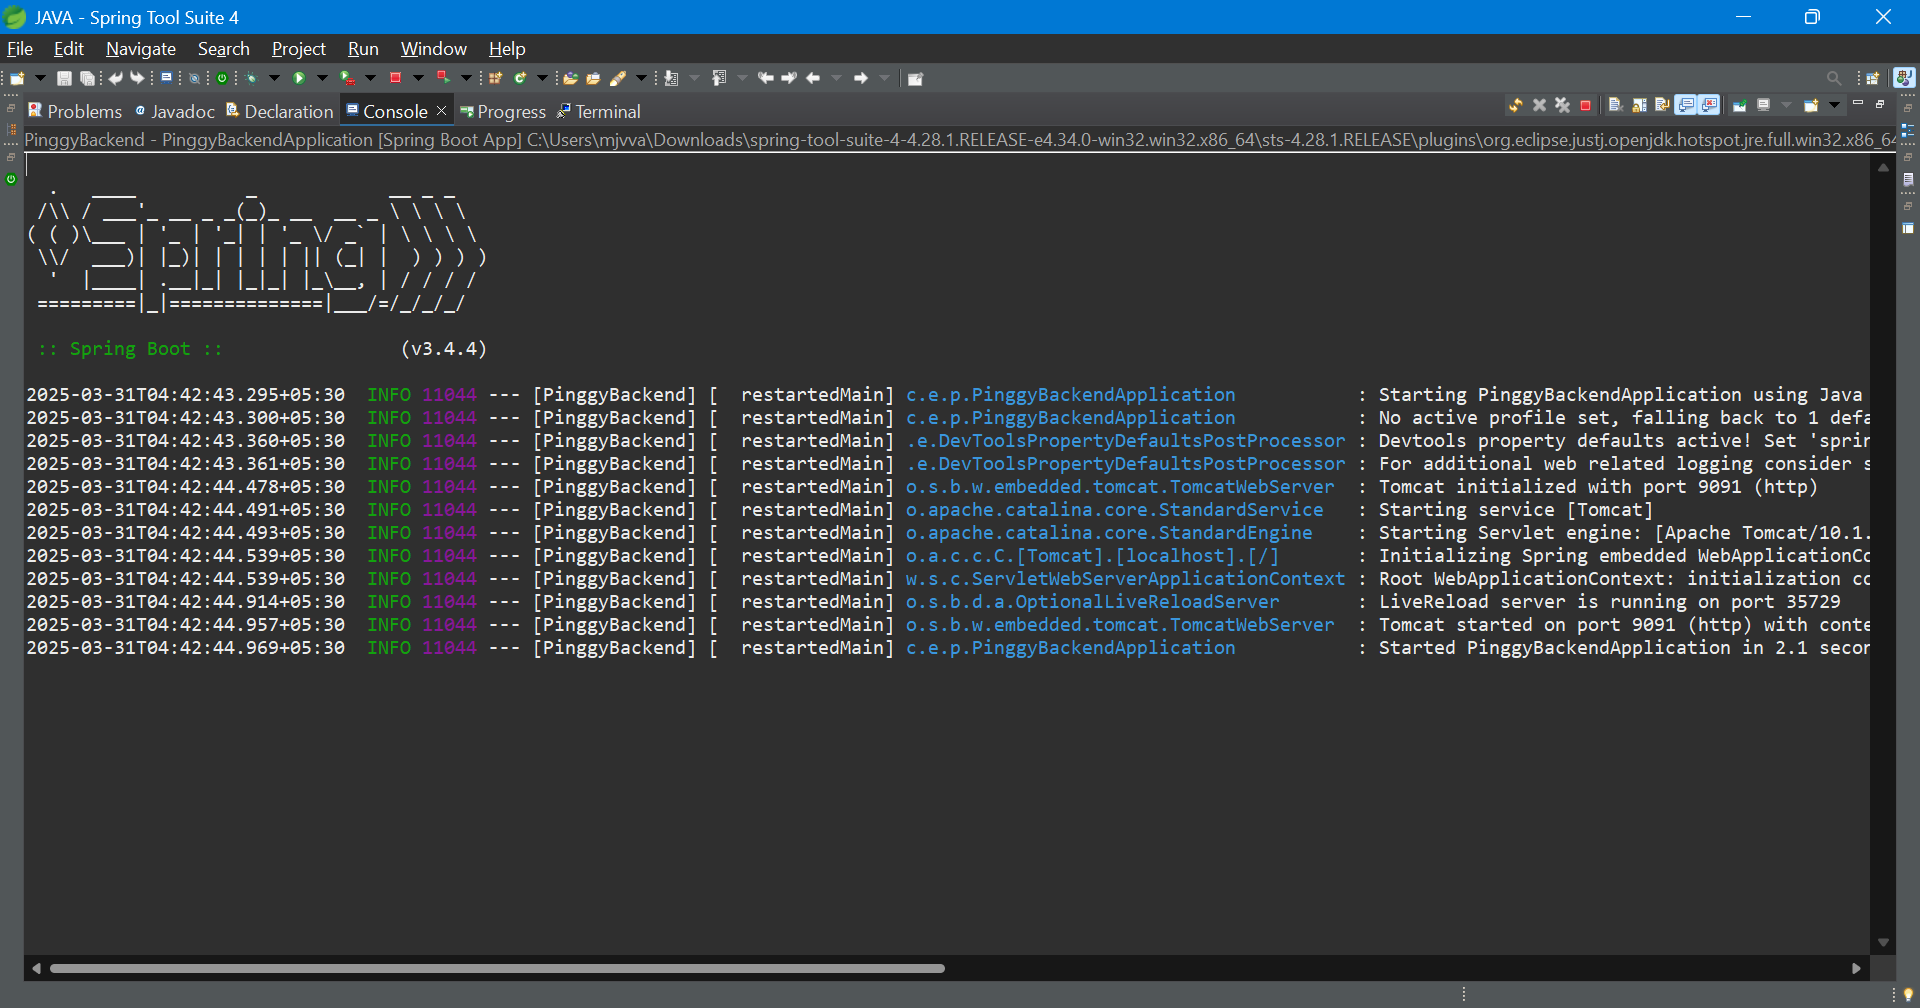 JAVA - Spring Tool Suite 4
File Edit Navigate Search Project Run Window Help
Problems Javadoc Declaration Console Progress Terminal
PinggyBackend - PinggyBackendApplication [Spring Boot App] C:\Users\mjvva\Downloads\spring-tool-suite-4-4.28.1.RELEASE-e4.34.0-win32.win32.x86_64\sts-4.28.1.RELEASE\plugins\org.eclipse.justj.openjdk.hotspot.jre.full.win32.x86_64
Spring
:: Spring Boot :: (v3.4.4)
2025-03-31T04:42:43.295+05:30 INFO 11044 --- [PinggyBackend] [ restartedMain] c.e.p.PinggyBackendApplication : Starting PinggyBackendApplication using Java
2025-03-31T04:42:43.300+05:30 INFO 11044 --- [PinggyBackend] [ restartedMain] c.e.p.PinggyBackendApplication : No active profile set, falling back to 1 defa
2025-03-31T04:42:43.360+05:30 INFO 11044 --- [PinggyBackend] [ restartedMain] .e.DevToolsPropertyDefaultsPostProcessor : Devtools property defaults active! Set 'sprin
2025-03-31T04:42:43.361+05:30 INFO 11044 --- [PinggyBackend] [ restartedMain] .e.DevToolsPropertyDefaultsPostProcessor : For additional web related logging consider s
2025-03-31T04:42:44.478+05:30 INFO 11044 --- [PinggyBackend] [ restartedMain] o.s.b.w.embedded.tomcat.TomcatWebServer : Tomcat initialized with port 9091 (http)
2025-03-31T04:42:44.491+05:30 INFO 11044 --- [PinggyBackend] [ restartedMain] o.apache.catalina.core.StandardService : Starting service [Tomcat]
2025-03-31T04:42:44.493+05:30 INFO 11044 --- [PinggyBackend] [ restartedMain] o.apache.catalina.core.StandardEngine : Starting Servlet engine: [Apache Tomcat/10.1.
2025-03-31T04:42:44.539+05:30 INFO 11044 --- [PinggyBackend] [ restartedMain] o.a.c.c.C.[Tomcat].[localhost].[/] : Initializing Spring embedded WebApplicationCo
2025-03-31T04:42:44.539+05:30 INFO 11044 --- [PinggyBackend] [ restartedMain] w.s.c.ServletWebServerApplicationContext : Root WebApplicationContext: initialization co
2025-03-31T04:42:44.914+05:30 INFO 11044 --- [PinggyBackend] [ restartedMain] o.s.b.d.a.OptionalLiveReloadServer : LiveReload server is running on port 35729
2025-03-31T04:42:44.957+05:30 INFO 11044 --- [PinggyBackend] [ restartedMain] o.s.b.w.embedded.tomcat.TomcatWebServer : Tomcat started on port 9091 (http) with conte
2025-03-31T04:42:44.969+05:30 INFO 11044 --- [PinggyBackend] [ restartedMain] c.e.p.PinggyBackendApplication : Started PinggyBackendApplication in 2.1 secon